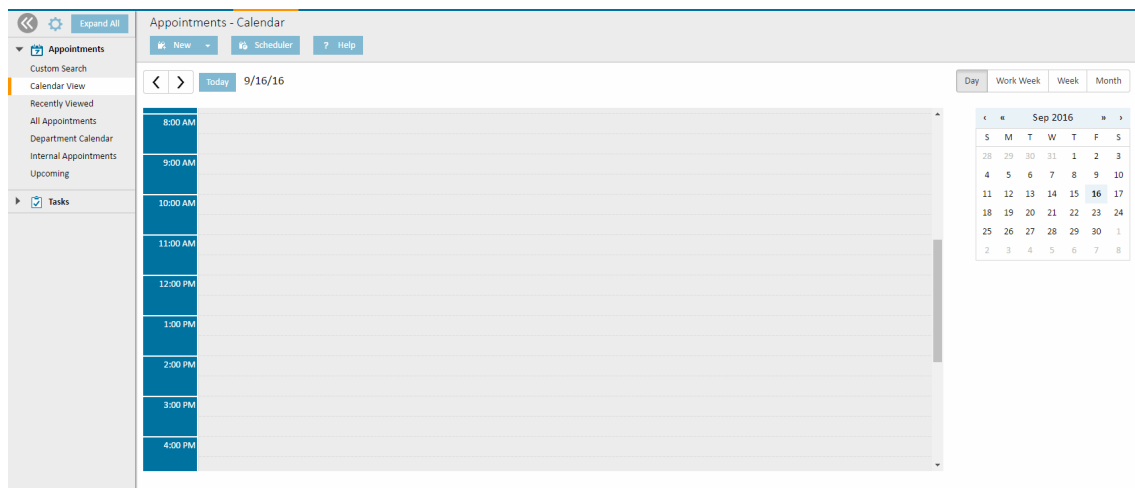 Expand All
Appointments
Custom Search
Calendar View
Recently Viewed
All Appointments
Department Calendar
Internal Appointments
Upcoming
Tasks
Appointments - Calendar
New
Scheduler
? Help
Today
9/16/16
Day Work Week Week Month
8:00 AM
9:00 AM
10:00 AM
11:00 AM
12:00 PM
1:00 PM
2:00 PM
3:00 PM
4:00 PM
‹ « Sep 2016 » ›
S M T W T F S
28 29 30 31 1 2 3
4 5 6 7 8 9 10
11 12 13 14 15 16 17
18 19 20 21 22 23 24
25 26 27 28 29 30 1
2 3 4 5 6 7 8